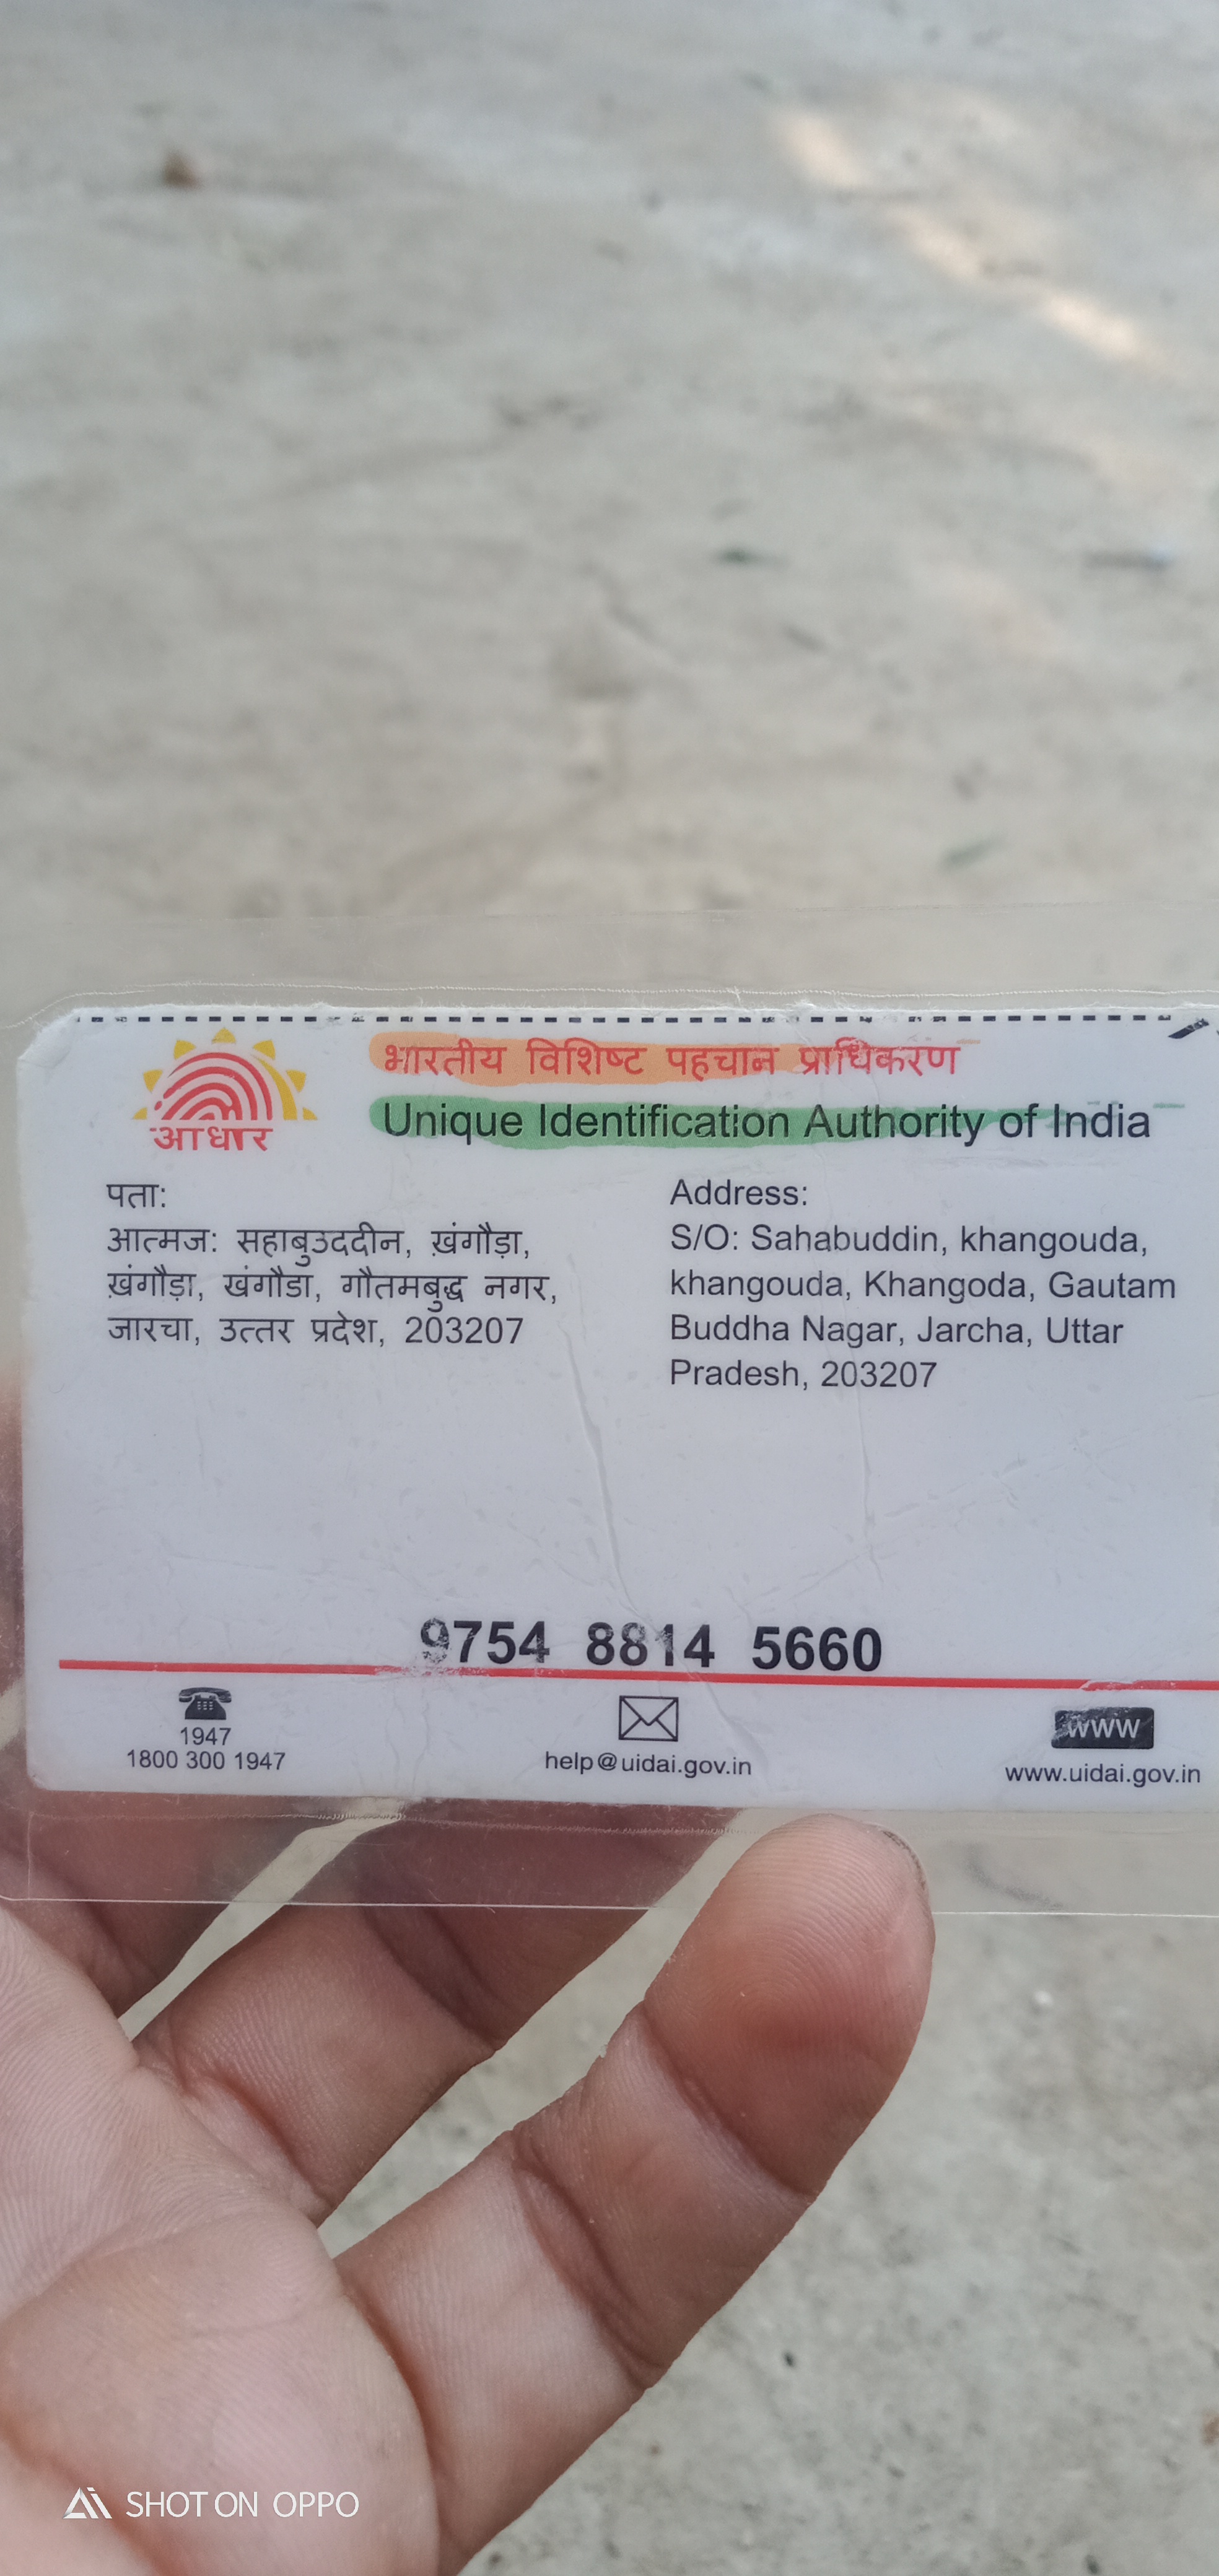 भारतीय विशिष्ट पहचान प्राधिकरण
Unique Identification Authority of India
आधार
पता:
आत्मज: सहाबुउददीन, ख़ंगौड़ा,
ख़ंगौड़ा, खंगौडा, गौतमबुद्ध नगर,
जारचा, उत्तर प्रदेश, 203207
Address:
S/O: Sahabuddin, khangouda,
khangouda, Khangoda, Gautam
Buddha Nagar, Jarcha, Uttar
Pradesh, 203207
9754 8814 5660
1947
1800 300 1947
help@uidai.gov.in
WWW
www.uidai.gov.in
SHOT ON OPPO